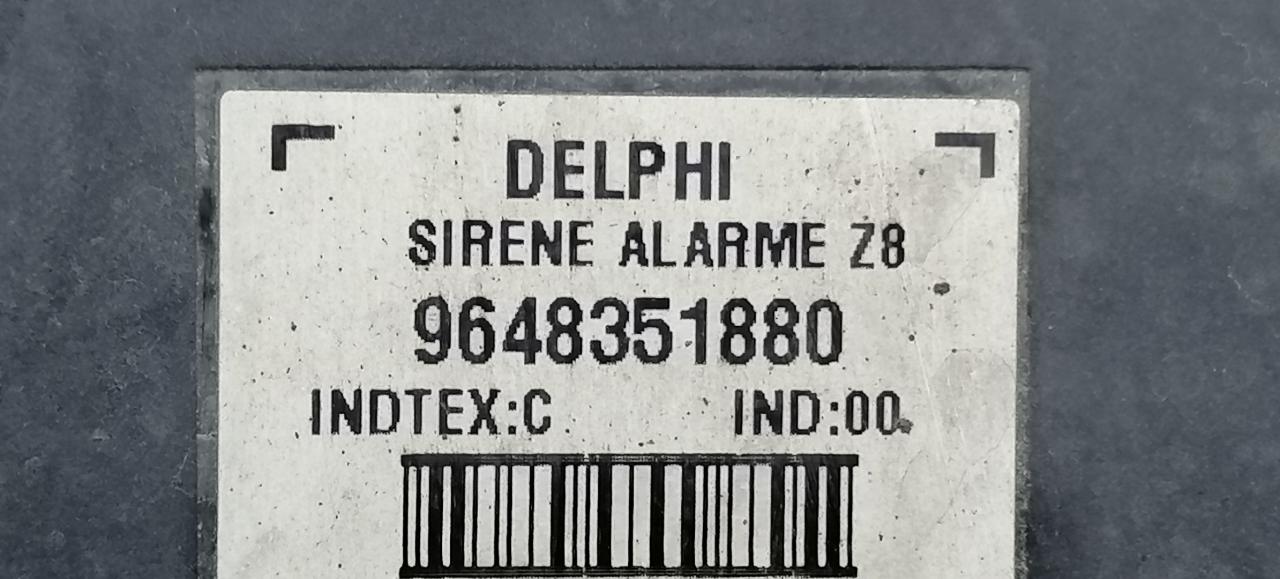 DELPHI
SIRENE ALARME Z8
9648351880
INDTEX:C IND:00